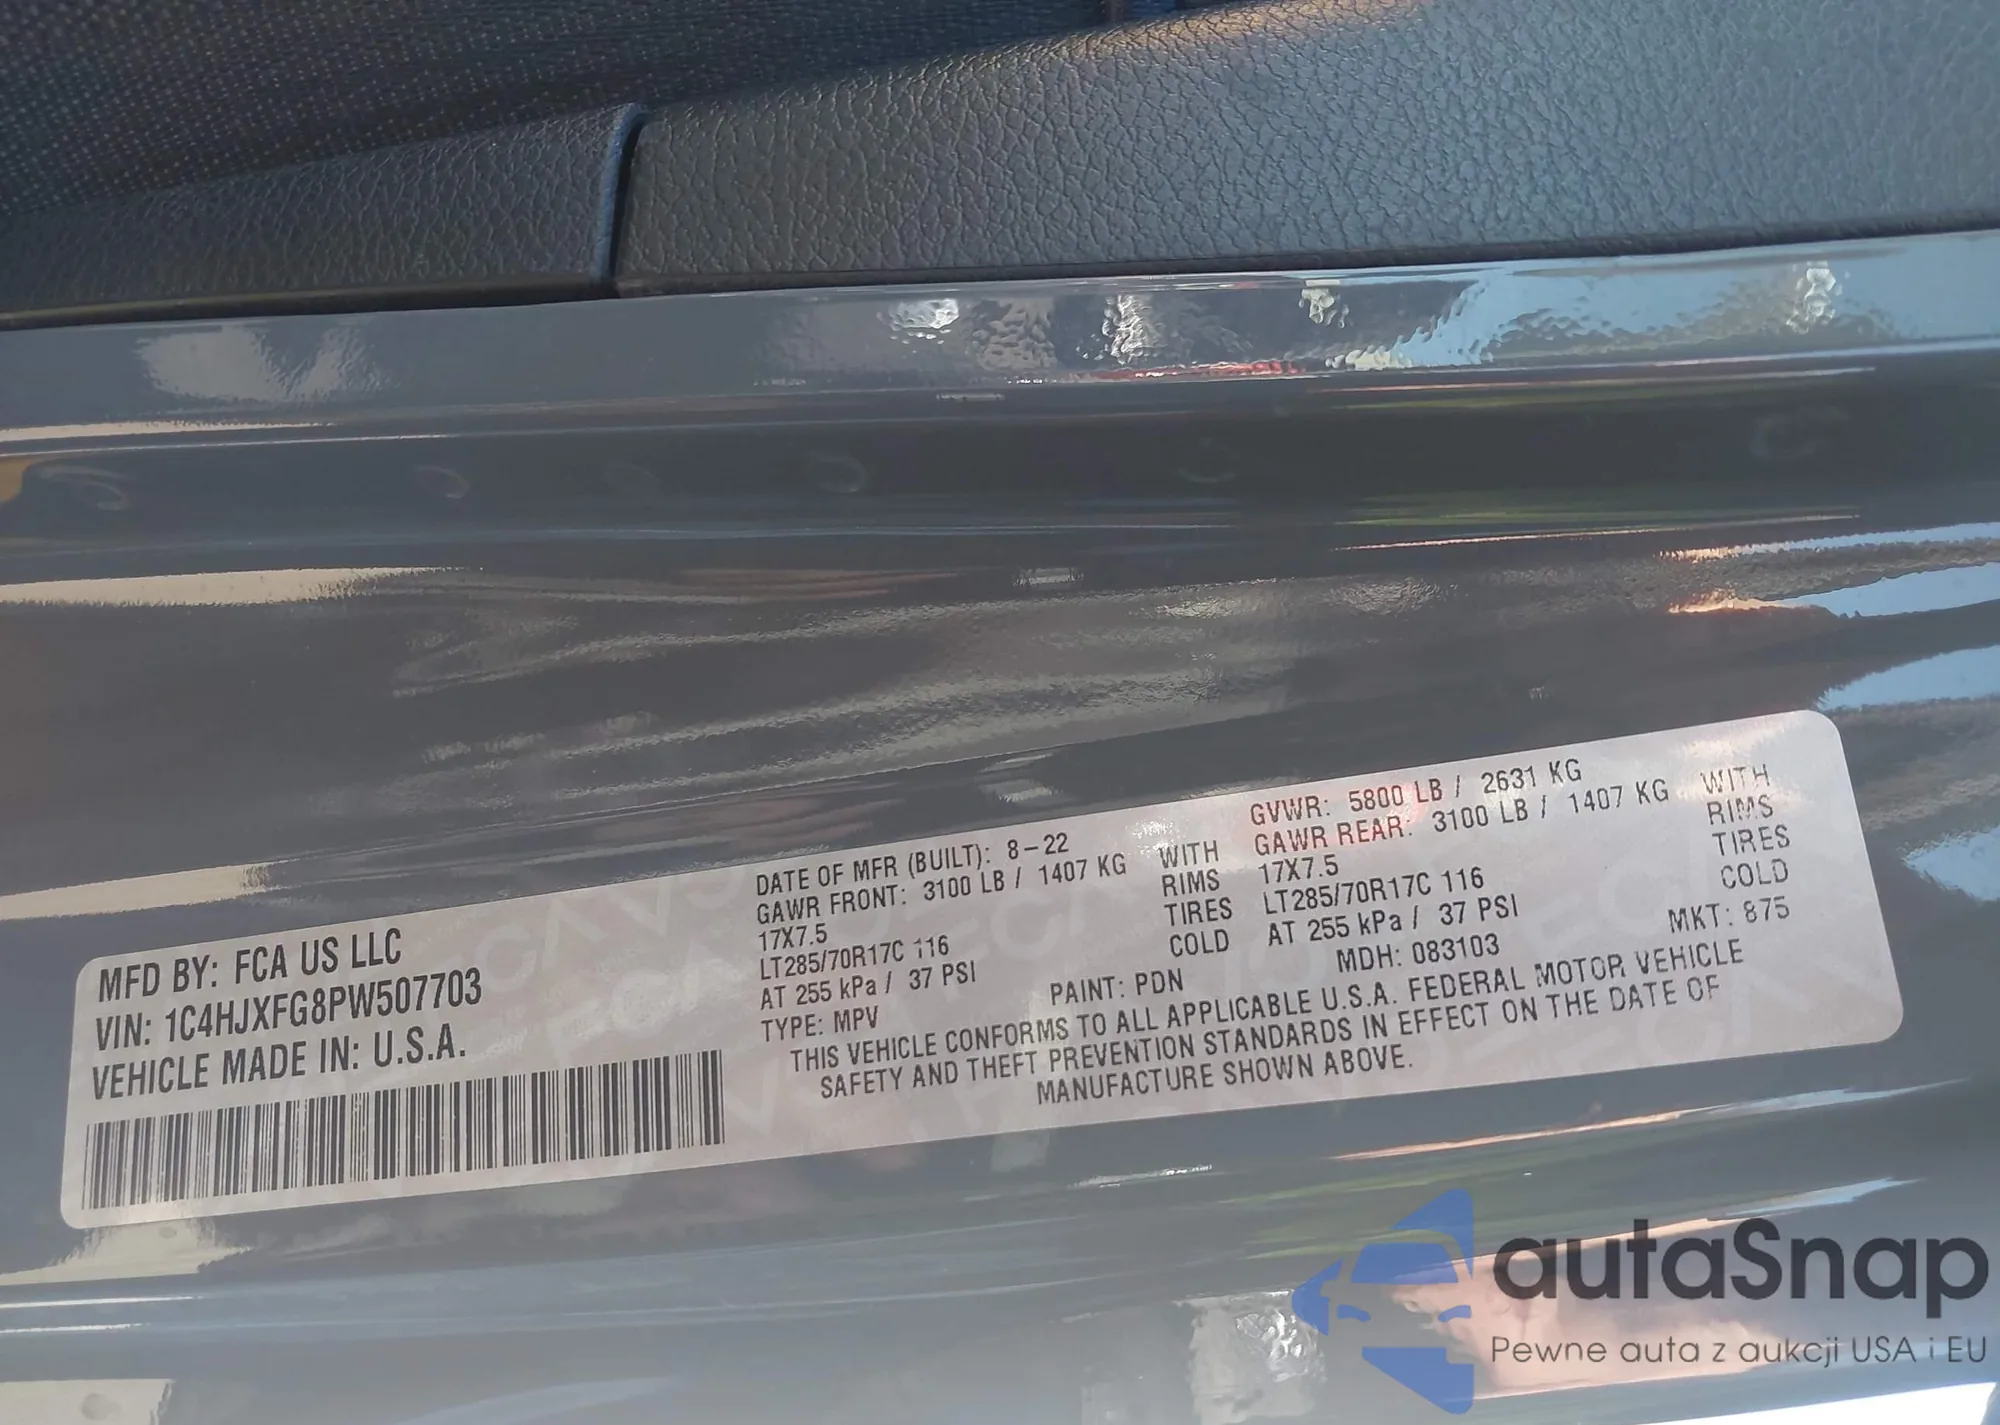 MFD BY: FCA US LLC
VIN: 1C4HJXFG8PW507703
VEHICLE MADE IN: U.S.A.
DATE OF MFR (BUILT): 8-22
GVWR: 5800 LB / 2631 KG
GAWR FRONT: 3100 LB / 1407 KG WITH
17X7.5 RIMS
LT285/70R17C 116 TIRES
AT 255 kPa / 37 PSI COLD
GAWR REAR: 3100 LB / 1407 KG WITH
17X7.5 RIMS
LT285/70R17C 116 TIRES
AT 255 kPa / 37 PSI COLD
TYPE: MPV PAINT: PDN MDH: 083103 MKT: 875
THIS VEHICLE CONFORMS TO ALL APPLICABLE U.S.A. FEDERAL MOTOR VEHICLE
SAFETY AND THEFT PREVENTION STANDARDS IN EFFECT ON THE DATE OF
MANUFACTURE SHOWN ABOVE.
autaSnap
Pewne auta z aukcji USA i EU